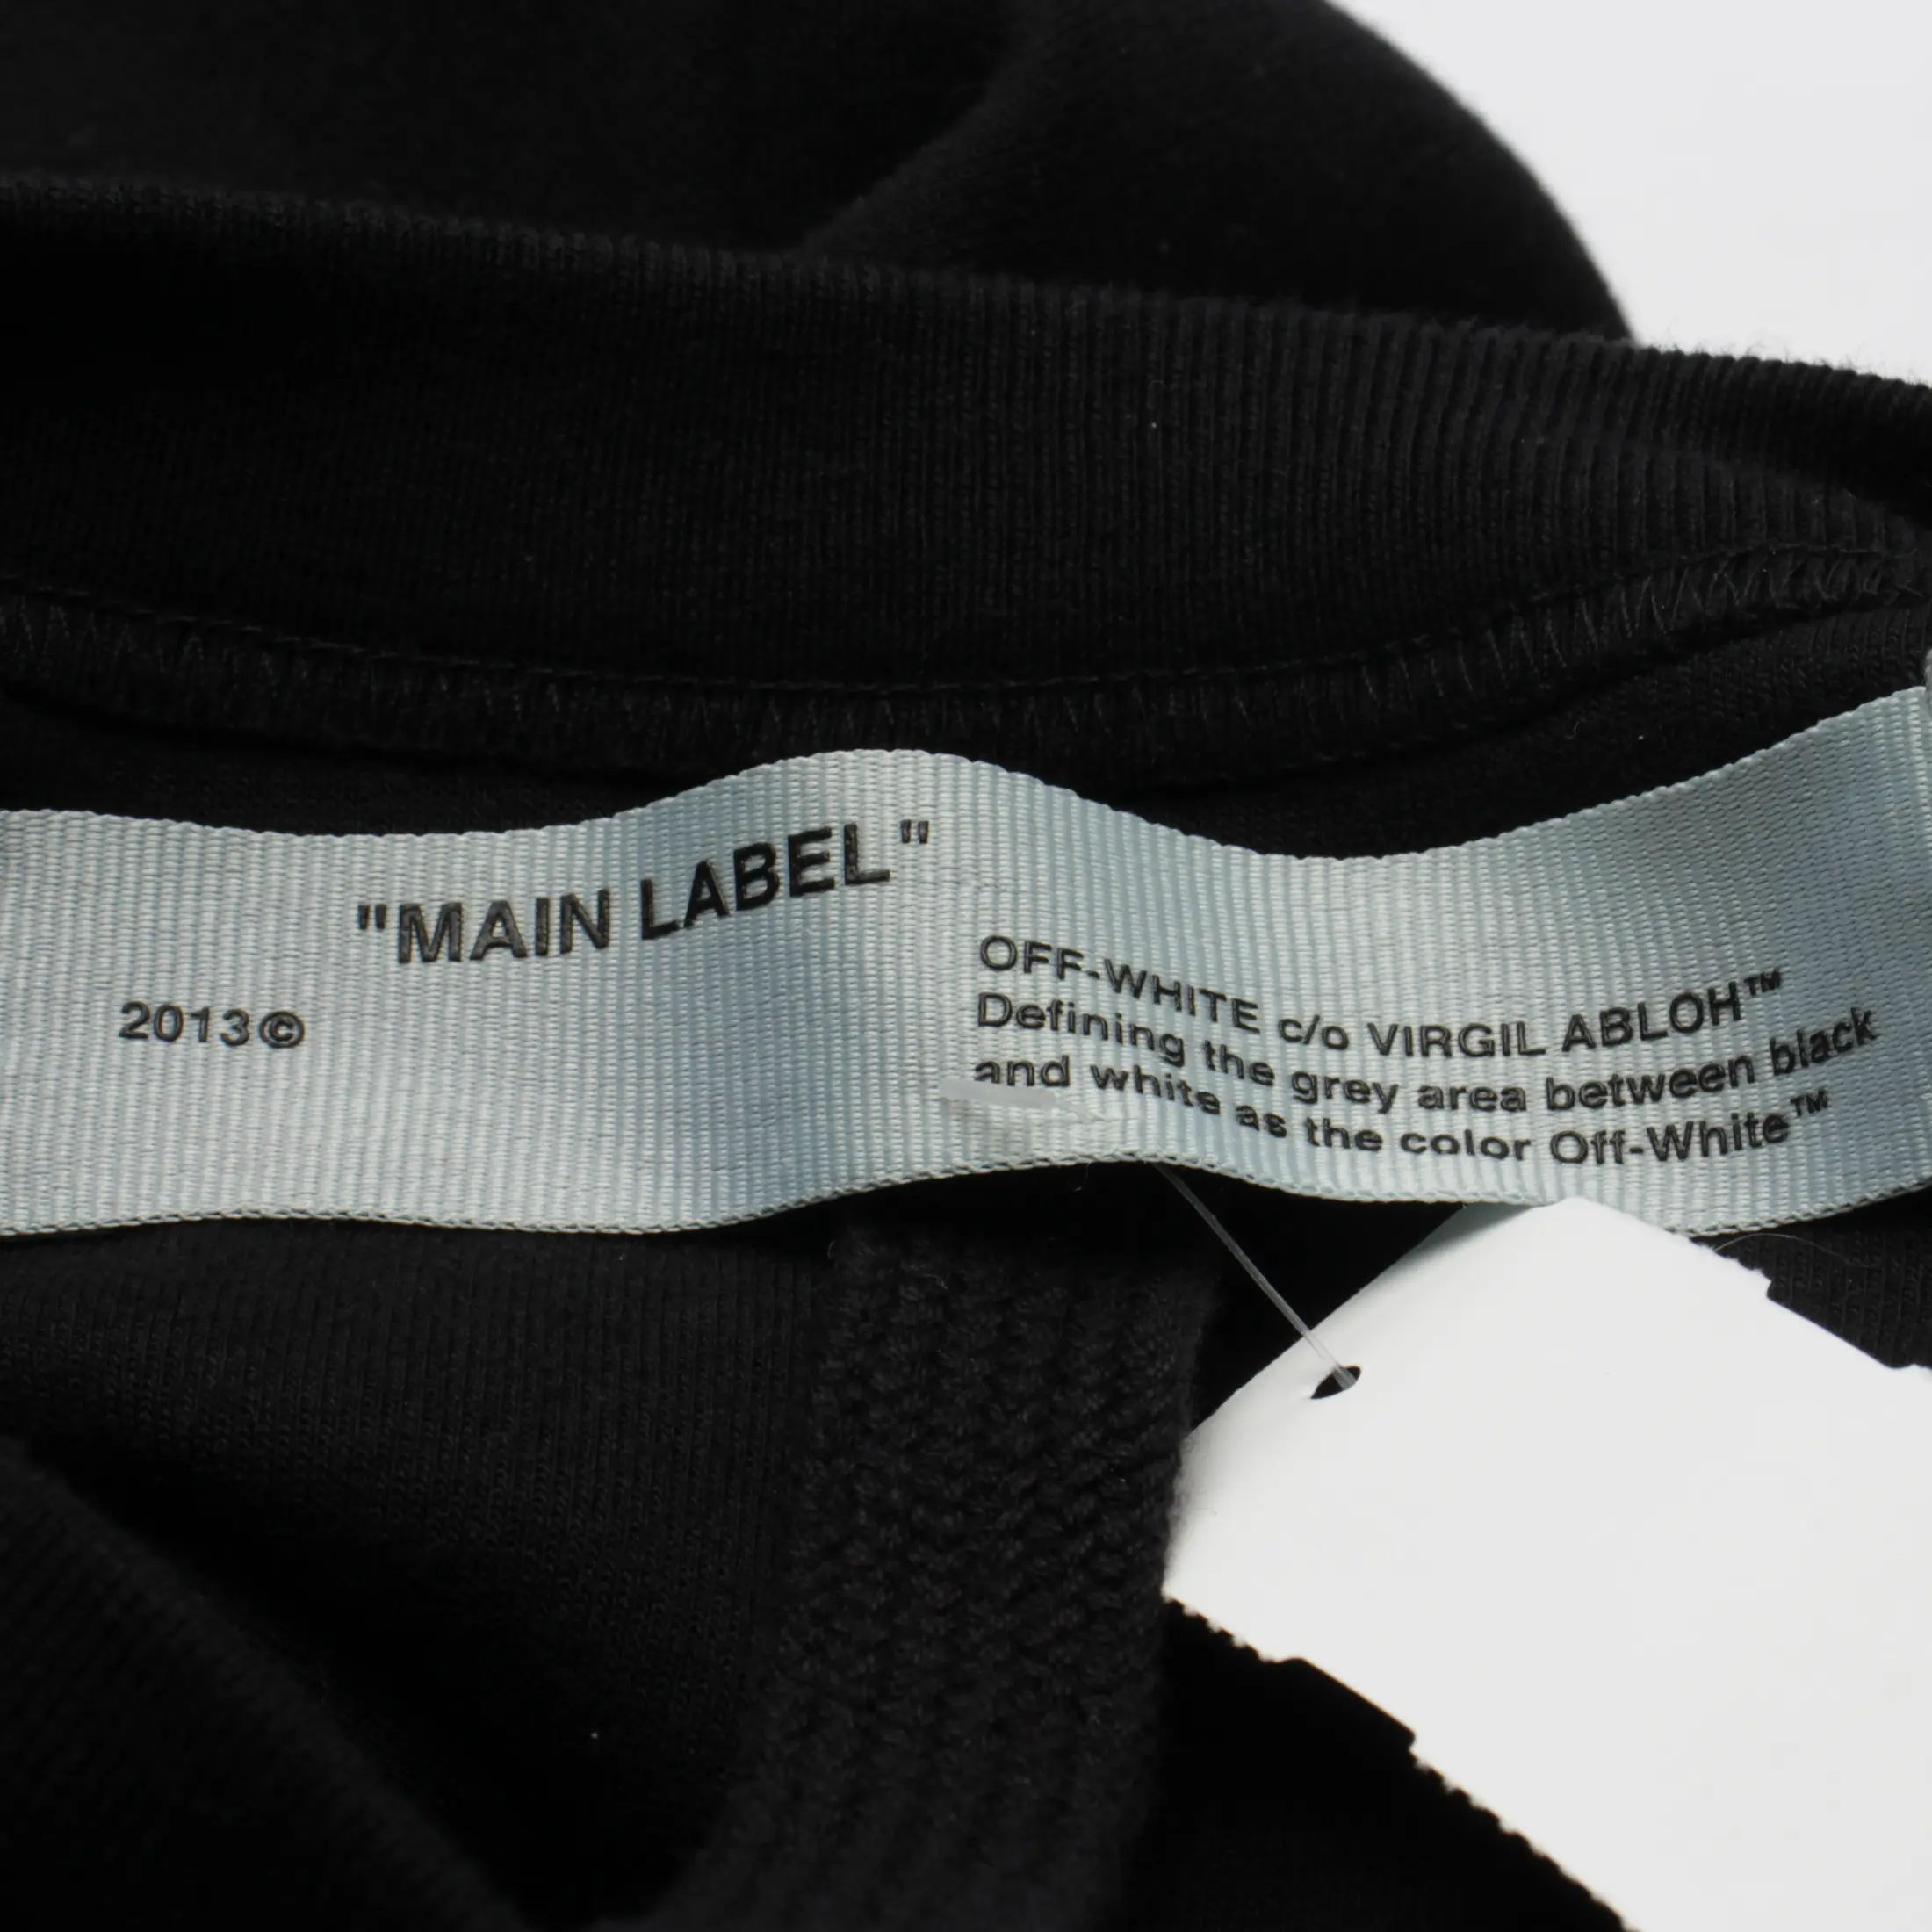 "MAIN LABEL"
2013©
OFF-WHITE c/o VIRGIL ABLOH™
Defining the grey area between black
and white as the color Off-White™